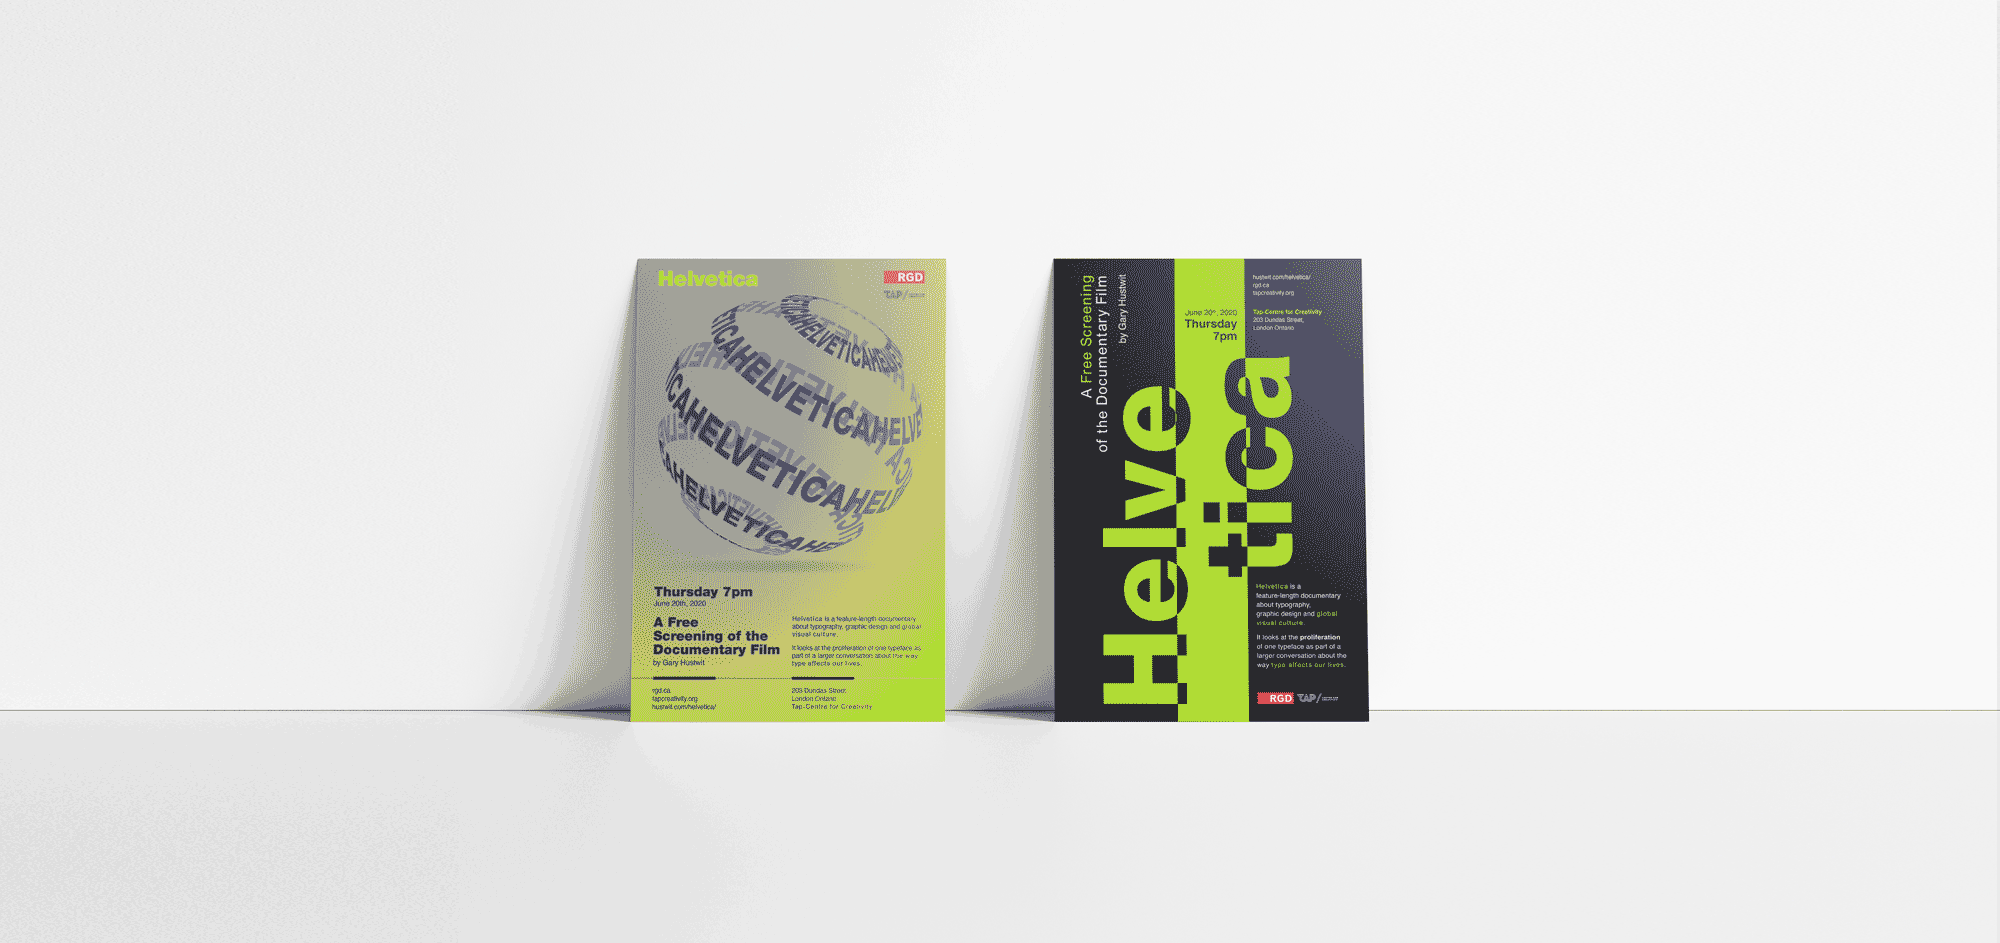 Helvetica
RGD
TAP/
HELVETICAHELVETICA
TICAHELVETICAHELVE
TICAHELVETICAHELVE
TICAHELVETICAHEL
AHELVETICAHE
Thursday 7pm
June 20th, 2020
A Free
Screening of the
Documentary Film
by Gary Hustwit
Helvetica is a feature-length documentary
about typography, graphic design and global
visual culture.
It looks at the proliferation of one typeface as
part of a larger conversation about the way
type affects our lives.
rgd.ca
tapcreativity.org
hustwit.com/helvetica/
203 Dundas Street
London Ontario
Tap-Centre for Creativity
A Free Screening
of the Documentary Film
by Gary Hustwit
June 20th, 2020
Thursday
7pm
hustwit.com/helvetica/
rgd.ca
tapcreativity.org
Tap-Centre for Creativity
203 Dundas Street,
London Ontario
Helve
tica
Helvetica is a
feature-length documentary
about typography,
graphic design and global
visual culture.
It looks at the proliferation
of one typeface as part of a
larger conversation about the
way type affects our lives.
RGD
TAP/